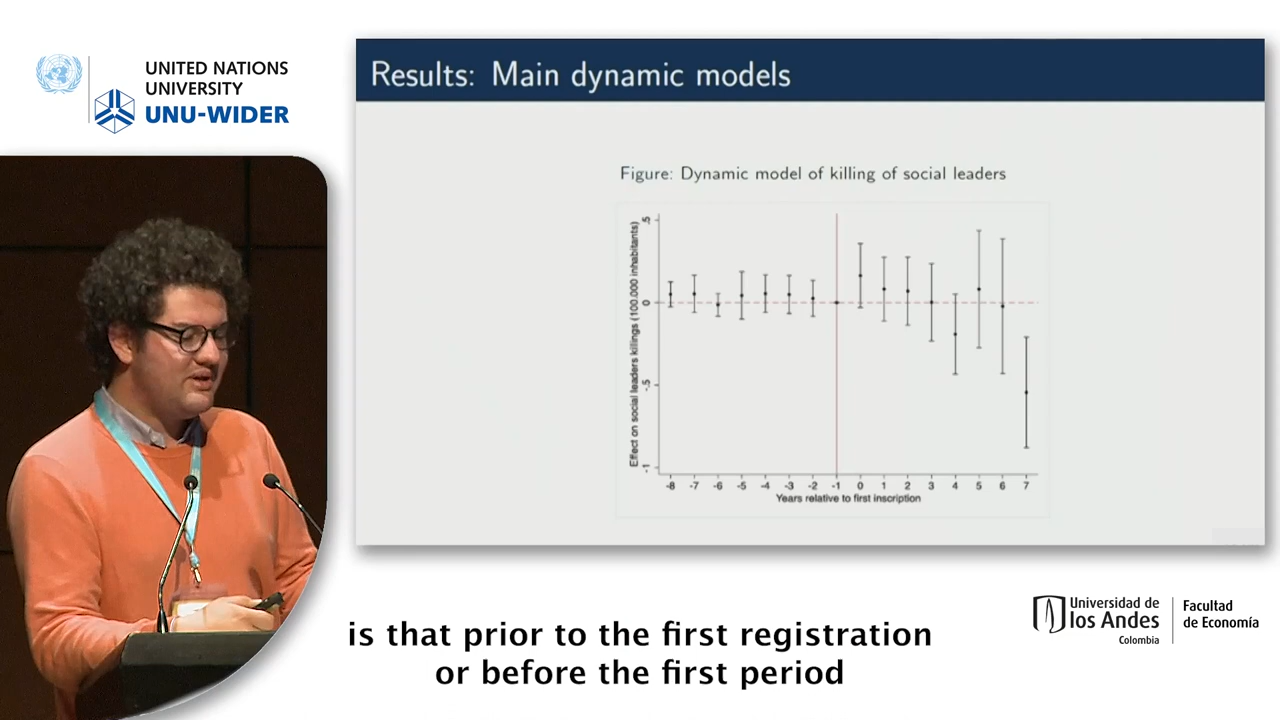 UNITED NATIONS
UNIVERSITY
UNU-WIDER
Results: Main dynamic models
Figure: Dynamic model of killing of social leaders
Effect on social leaders killings (100.000 inhabitants)
.5
0
-.5
-1
-8 -7 -6 -5 -4 -3 -2 -1 0 1 2 3 4 5 6 7
Years relative to first inscription
is that prior to the first registration
or before the first period
Universidad de
los Andes
Colombia
Facultad
de Economía